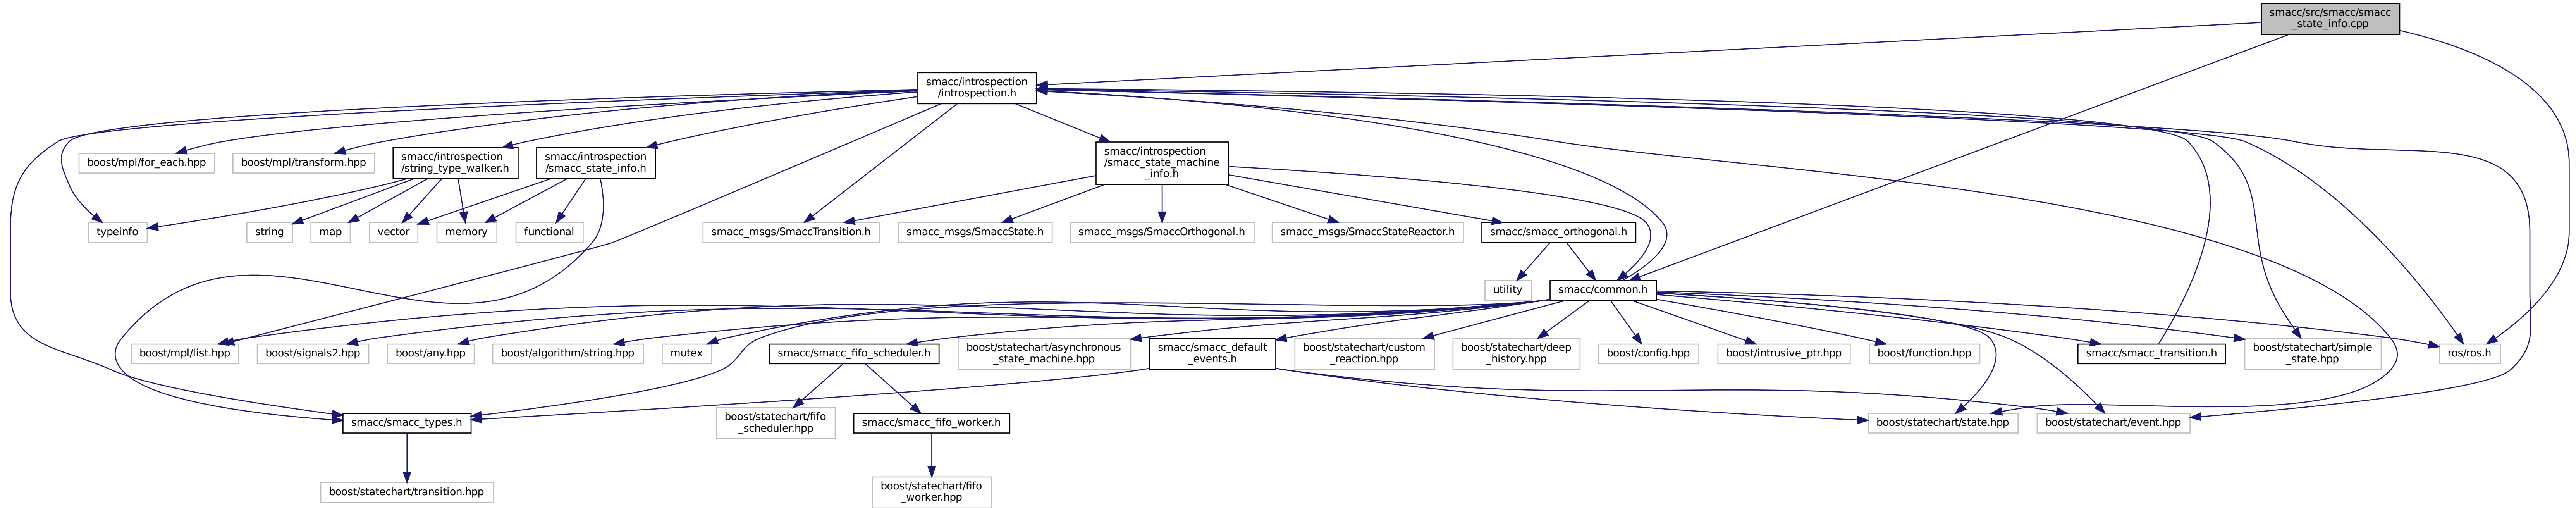 smacc/src/smacc/smacc
_state_info.cpp
smacc/introspection
/introspection.h
boost/mpl/for_each.hpp
boost/mpl/transform.hpp
smacc/introspection
/string_type_walker.h
smacc/introspection
/smacc_state_info.h
smacc/introspection
/smacc_state_machine
_info.h
typeinfo
string
map
vector
memory
functional
smacc_msgs/SmaccTransition.h
smacc_msgs/SmaccState.h
smacc_msgs/SmaccOrthogonal.h
smacc_msgs/SmaccStateReactor.h
smacc/smacc_orthogonal.h
utility
smacc/common.h
boost/mpl/list.hpp
boost/signals2.hpp
boost/any.hpp
boost/algorithm/string.hpp
mutex
smacc/smacc_fifo_scheduler.h
boost/statechart/asynchronous
_state_machine.hpp
smacc/smacc_default
_events.h
boost/statechart/custom
_reaction.hpp
boost/statechart/deep
_history.hpp
boost/config.hpp
boost/intrusive_ptr.hpp
boost/function.hpp
smacc/smacc_transition.h
boost/statechart/simple
_state.hpp
ros/ros.h
smacc/smacc_types.h
boost/statechart/fifo
_scheduler.hpp
smacc/smacc_fifo_worker.h
boost/statechart/state.hpp
boost/statechart/event.hpp
boost/statechart/transition.hpp
boost/statechart/fifo
_worker.hpp